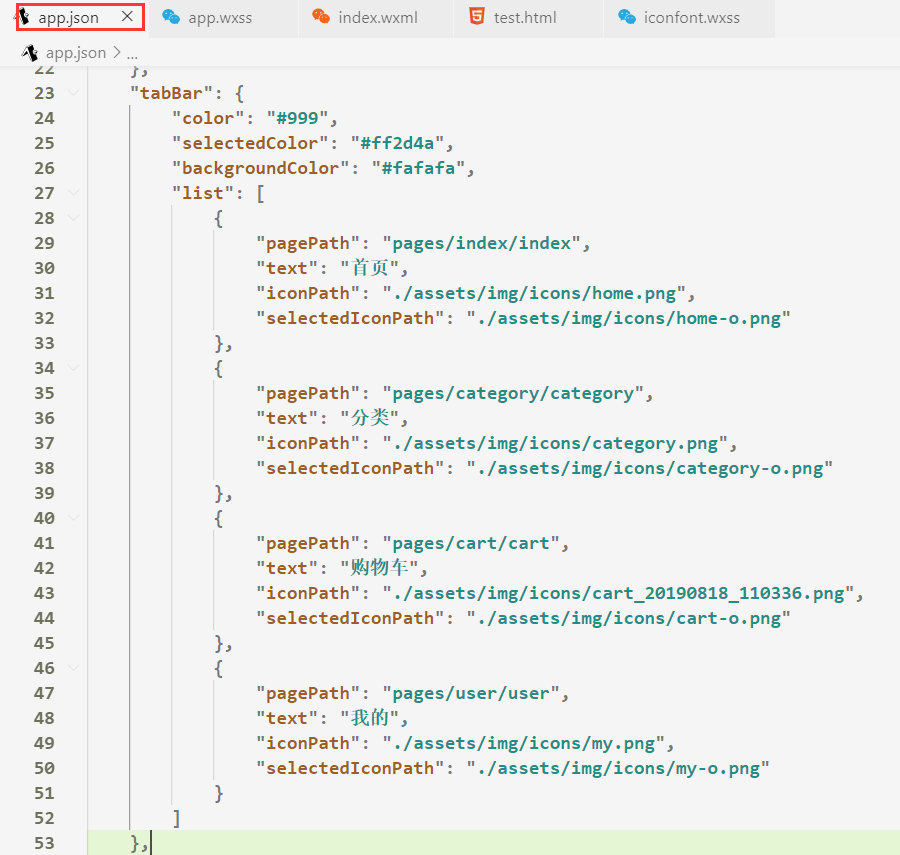 app.json
app.wxss
index.wxml
test.html
iconfont.wxss
app.json > ...
22 },
23 "tabBar": {
24 "color": "#999",
25 "selectedColor": "#ff2d4a",
26 "backgroundColor": "#fafafa",
27 "list": [
28 {
29 "pagePath": "pages/index/index",
30 "text": "首页",
31 "iconPath": "./assets/img/icons/home.png",
32 "selectedIconPath": "./assets/img/icons/home-o.png"
33 },
34 {
35 "pagePath": "pages/category/category",
36 "text": "分类",
37 "iconPath": "./assets/img/icons/category.png",
38 "selectedIconPath": "./assets/img/icons/category-o.png"
39 },
40 {
41 "pagePath": "pages/cart/cart",
42 "text": "购物车",
43 "iconPath": "./assets/img/icons/cart_20190818_110336.png",
44 "selectedIconPath": "./assets/img/icons/cart-o.png"
45 },
46 {
47 "pagePath": "pages/user/user",
48 "text": "我的",
49 "iconPath": "./assets/img/icons/my.png",
50 "selectedIconPath": "./assets/img/icons/my-o.png"
51 }
52 ]
53 },